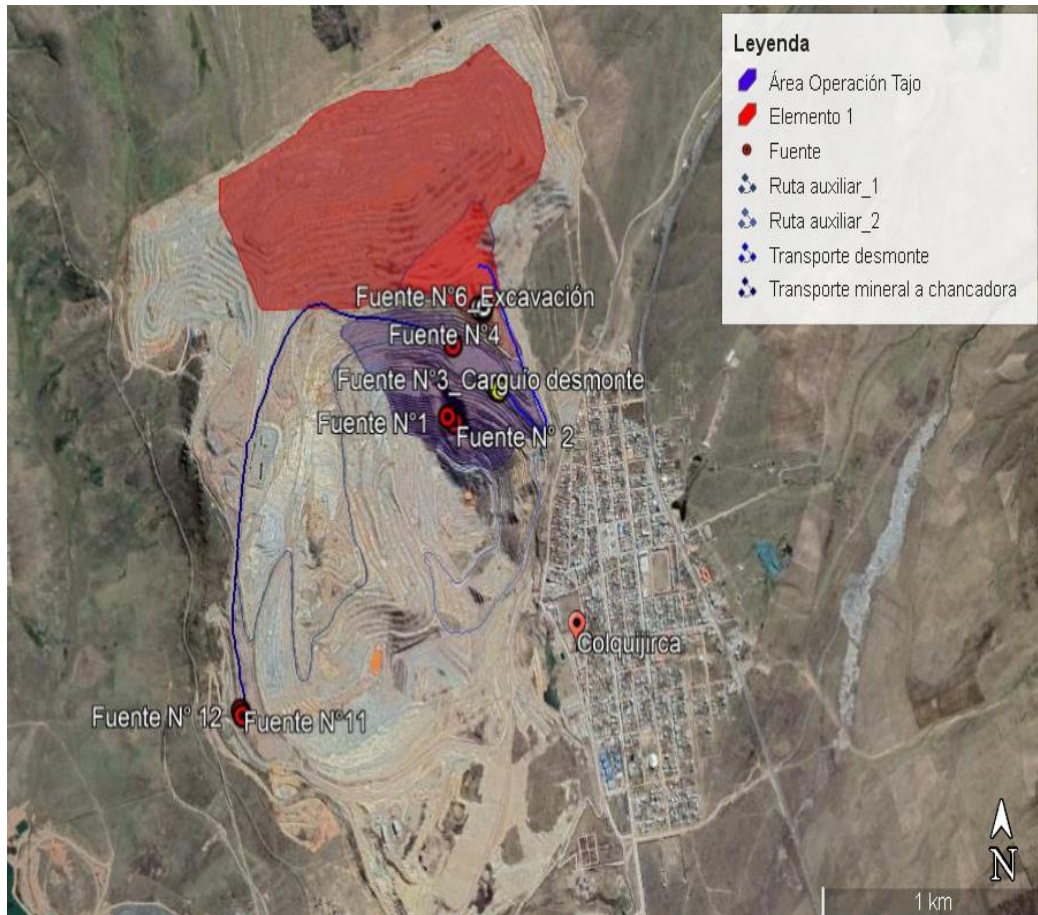 Leyenda
Área Operación Tajo
Elemento 1
Fuente
Ruta auxiliar_1
Ruta auxiliar_2
Transporte desmonte
Transporte mineral a chancadora
Fuente N°6_Excavación
Fuente N°4
Fuente N°3_Carguío desmonte
Fuente N°1
Fuente N° 2
Colquijirca
Fuente N° 12
Fuente N°11
N
1 km